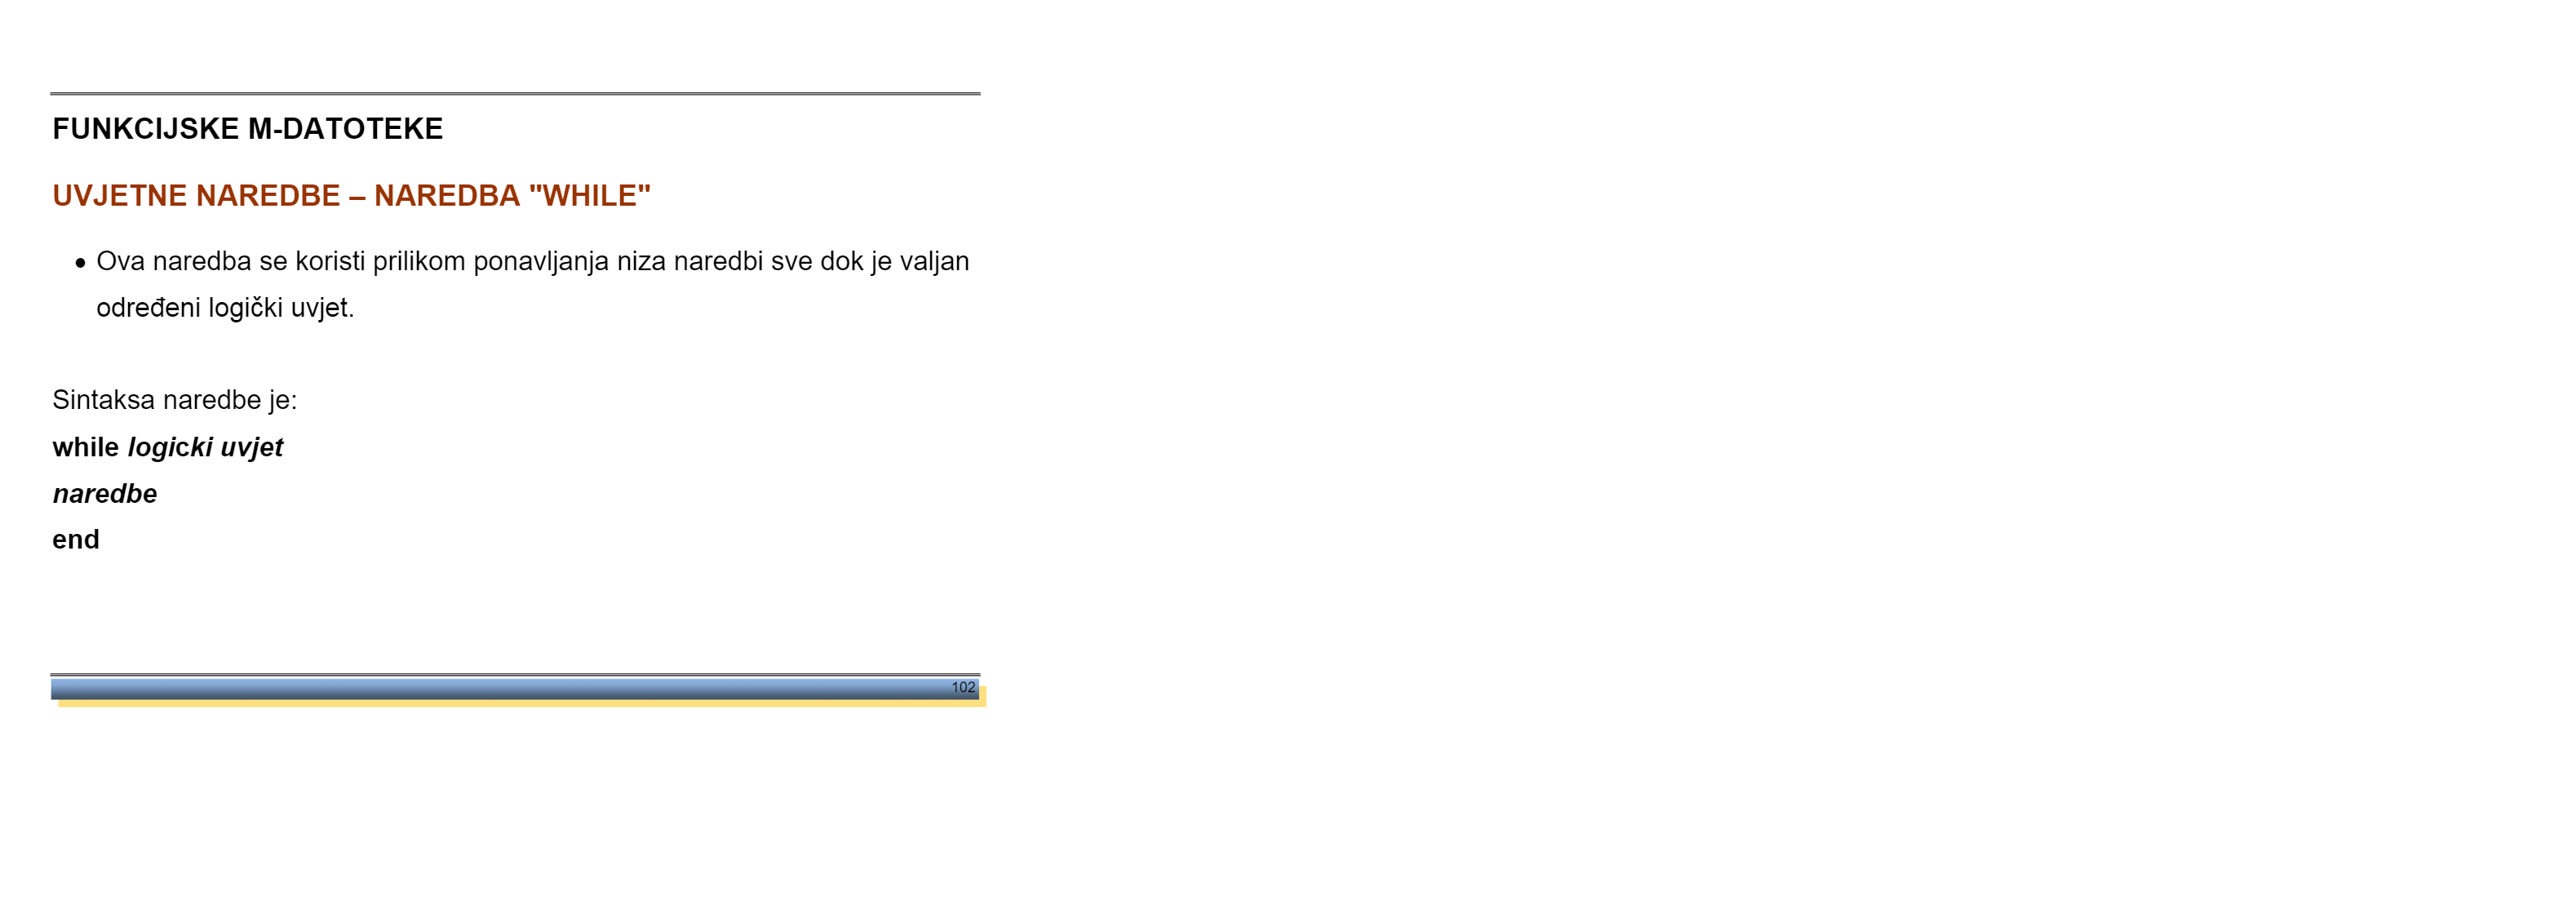 FUNKCIJSKE M-DATOTEKE
UVJETNE NAREDBE – NAREDBA "WHILE"
• Ova naredba se koristi prilikom ponavljanja niza naredbi sve dok je valjan
određeni logički uvjet.
Sintaksa naredbe je:
while logicki uvjet
naredbe
end
102